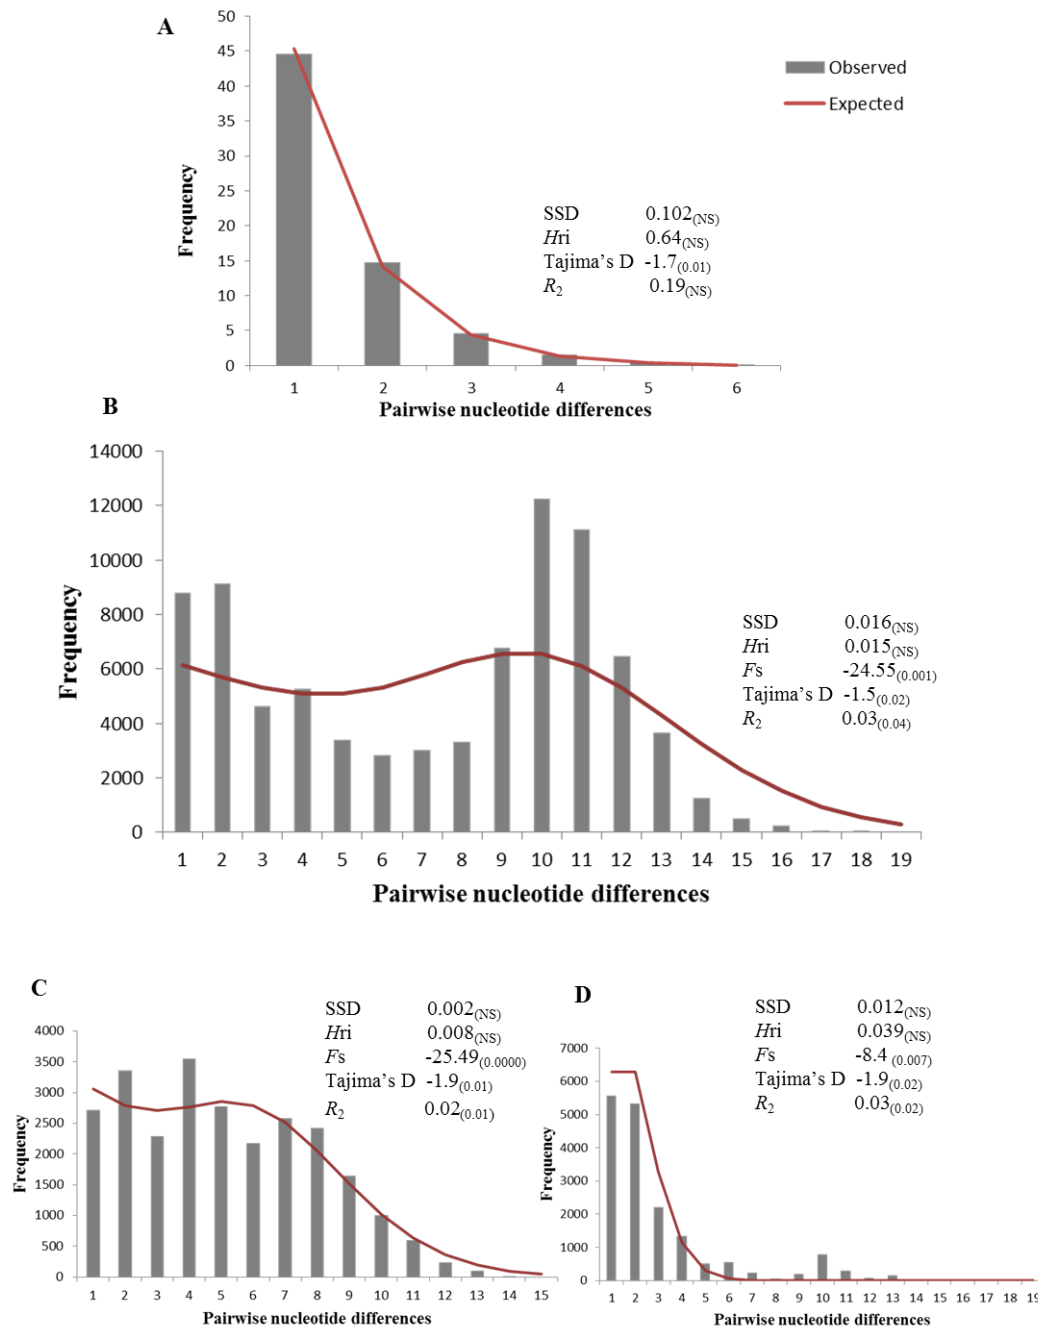 A
Observed
Expected
50
45
40
35
30
25
20
15
10
5
0
Frequency
SSD 0.102(NS)
Hri 0.64(NS)
Tajima's D -1.7(0.01)
R2 0.19(NS)
1 2 3 4 5 6
Pairwise nucleotide differences
B
14000
12000
10000
8000
6000
4000
2000
0
Frequency
SSD 0.016(NS)
Hri 0.015(NS)
Fs -24.55(0.001)
Tajima's D -1.5(0.02)
R2 0.03(0.04)
1 2 3 4 5 6 7 8 9 10 11 12 13 14 15 16 17 18 19
Pairwise nucleotide differences
C
SSD 0.002(NS)
Hri 0.008(NS)
Fs -25.49(0.0000)
Tajima's D -1.9(0.01)
R2 0.02(0.01)
4000
3500
3000
2500
2000
1500
1000
500
0
Frequency
1 2 3 4 5 6 7 8 9 10 11 12 13 14 15
Pairwise nucleotide differences
D
SSD 0.012(NS)
Hri 0.039(NS)
Fs -8.4 (0.007)
Tajima's D -1.9(0.02)
R2 0.03(0.02)
7000
6000
5000
4000
3000
2000
1000
0
Frequency
1 2 3 4 5 6 7 8 9 10 11 12 13 14 15 16 17 18 19
Pairwise nucleotide differences